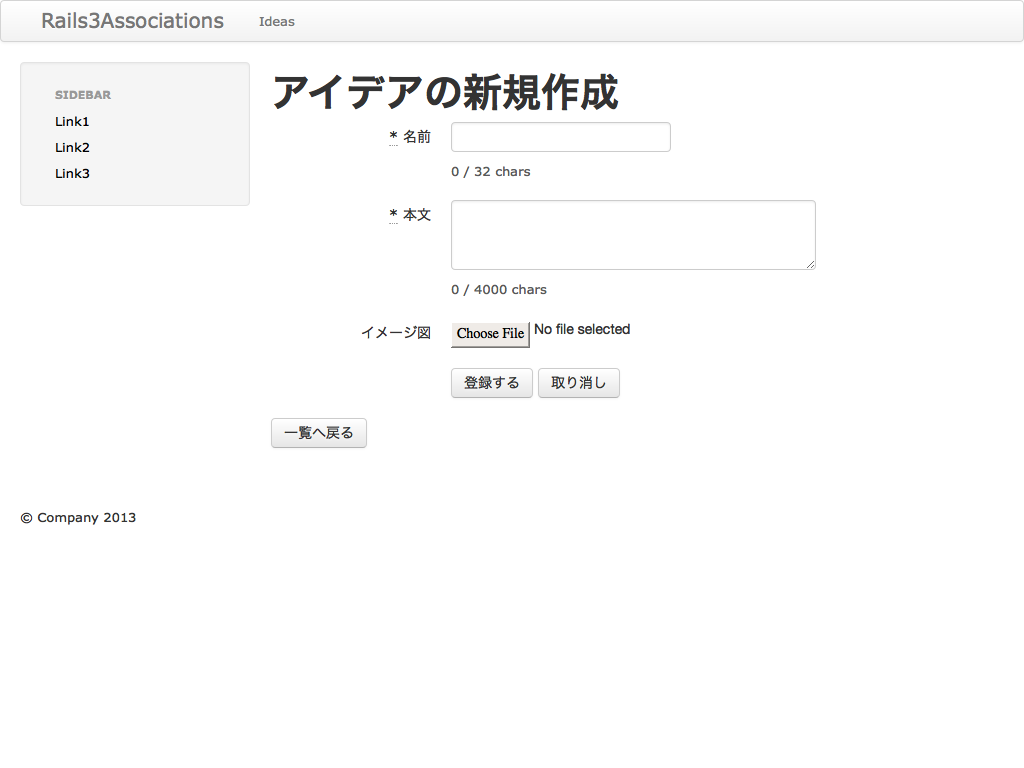 Rails3Associations Ideas
SIDEBAR
Link1
Link2
Link3
アイデアの新規作成
* 名前
0 / 32 chars
* 本文
0 / 4000 chars
イメージ図 Choose File No file selected
登録する 取り消し
一覧へ戻る
© Company 2013